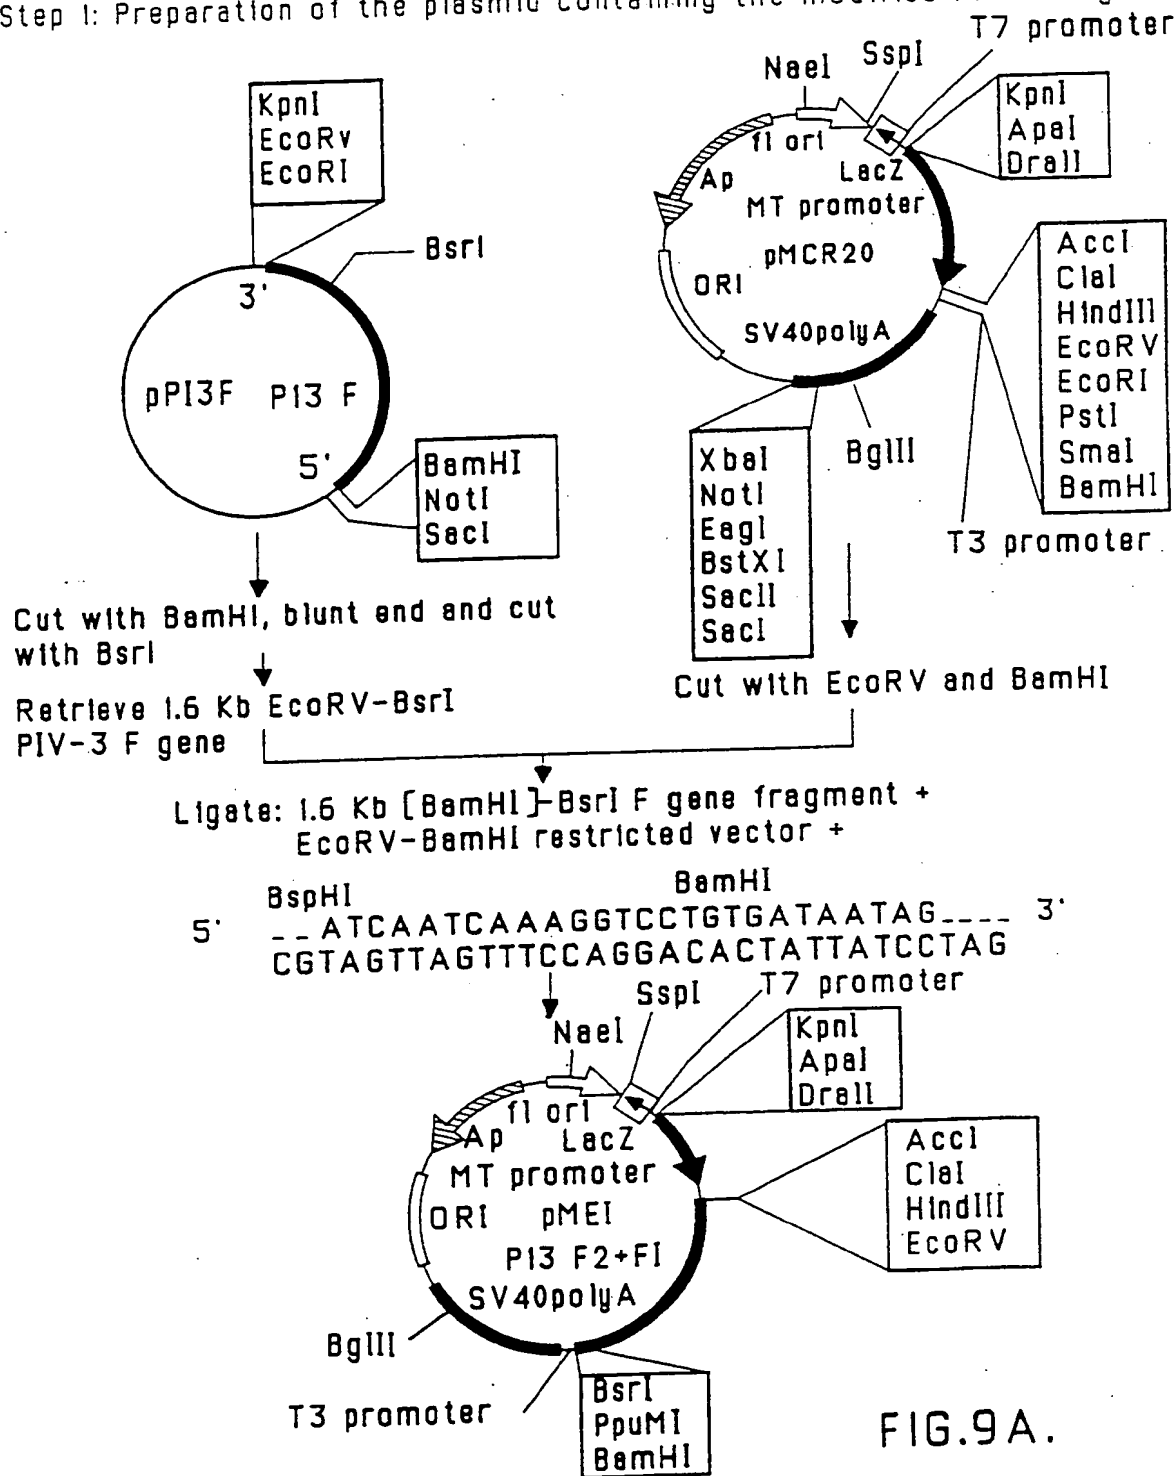 Step 1: Preparation of the plasmid containing the modified
T7 promoter
NaeI
SspI
KpnI
EcoRv
EcoRI
KpnI
ApaI
DraII
f1 ori
Ap
LacZ
MT promoter
pMCR20
ORI
SV40polyA
BsrI
3'
pPI3F
PI3 F
5'
AccI
ClaI
HindIII
EcoRV
EcoRI
PstI
SmaI
BamHI
BamHI
NotI
SacI
XbaI
NotI
EagI
BstXI
SacII
SacI
BglII
T3 promoter
Cut with BamHI, blunt end and cut
with BsrI
Cut with EcoRV and BamHI
Retrieve 1.6 Kb EcoRV-BsrI
PIV-3 F gene
Ligate: 1.6 Kb [BamHI]-BsrI F gene fragment +
EcoRV-BamHI restricted vector +
BspHI
BamHI
5' -- ATCAATCAAAGGTCCTGTGATAATAG---- 3'
CGTAGTTAGTTTCCAGGACACTATTATCCTAG
SspI
T7 promoter
NaeI
KpnI
ApaI
DraII
f1 ori
Ap
LacZ
MT promoter
ORI
pMEI
PI3 F2+FI
SV40polyA
AccI
ClaI
HindIII
EcoRV
BglII
T3 promoter
BsrI
PpuMI
BamHI
FIG.9A.